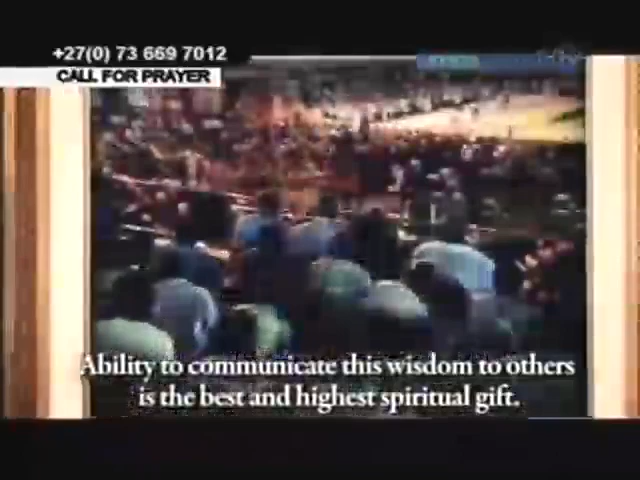 +27(0) 73 669 7012
CALL FOR PRAYER
Ability to communicate this wisdom to others
is the best and highest spiritual gift.